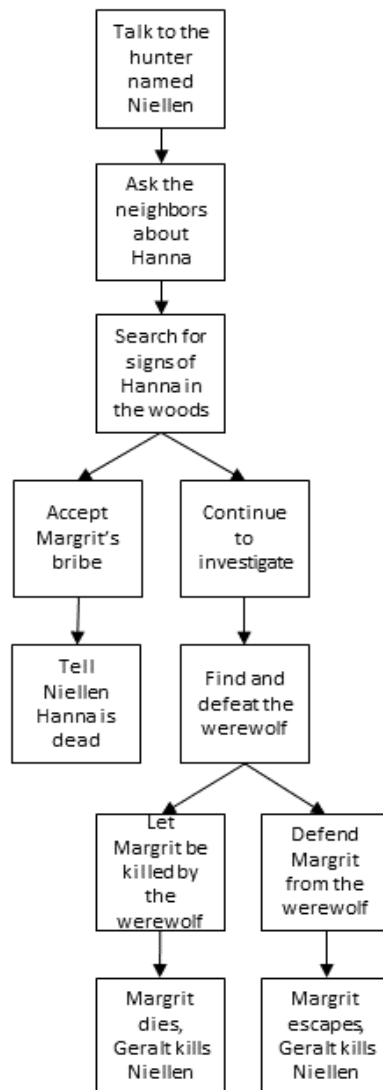 Talk to the
hunter
named
Niellen
Ask the
neighbors
about
Hanna
Search for
signs of
Hanna in
the woods
Accept
Margrit's
bribe
Continue
to
investigate
Tell
Niellen
Hanna is
dead
Find and
defeat the
werewolf
Let
Margrit be
killed by
the
werewolf
Defend
Margrit
from the
werewolf
Margrit
dies,
Geralt kills
Niellen
Margrit
escapes,
Geralt kills
Niellen